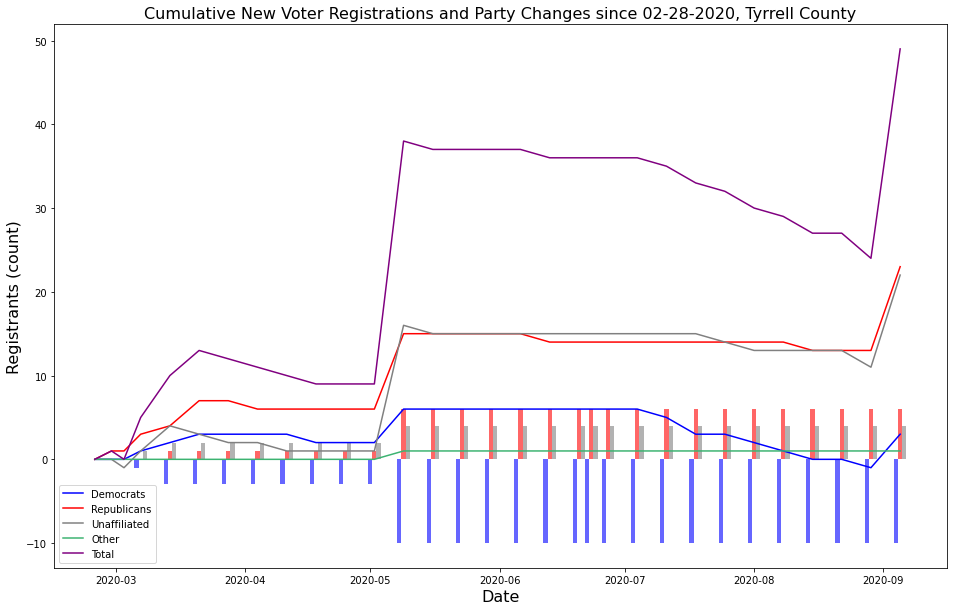 Cumulative New Voter Registrations and Party Changes since 02-28-2020, Tyrrell County
Registrants (count)
50
40
30
20
10
0
−10
Democrats
Republicans
Unaffiliated
Other
Total
2020-03 2020-04 2020-05 2020-06 2020-07 2020-08 2020-09
Date